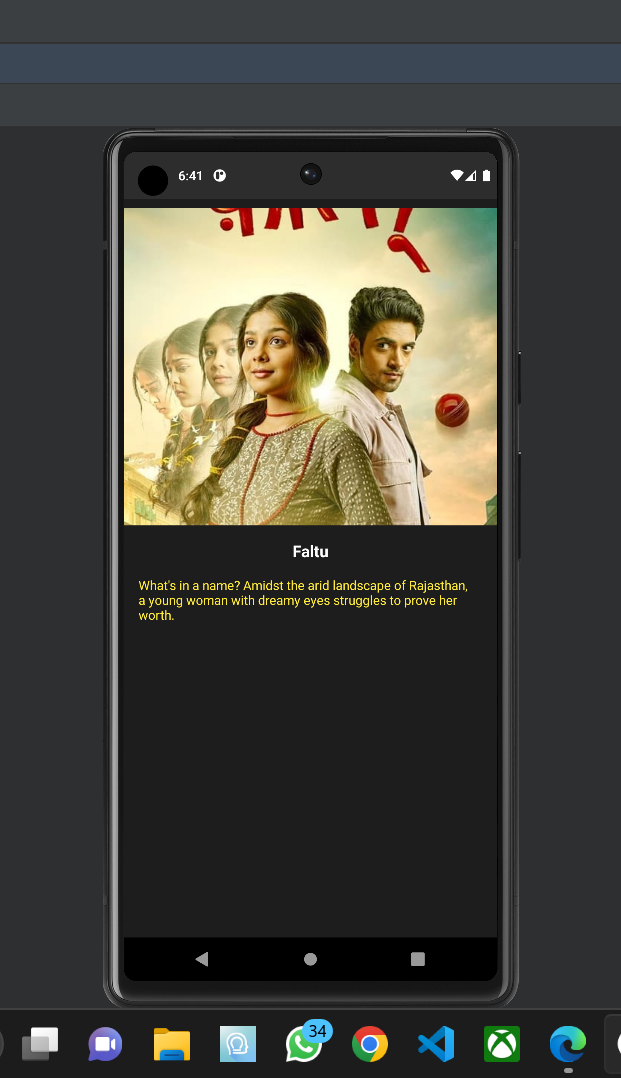 6:41
Faltu
What's in a name? Amidst the arid landscape of Rajasthan,
a young woman with dreamy eyes struggles to prove her
worth.
34